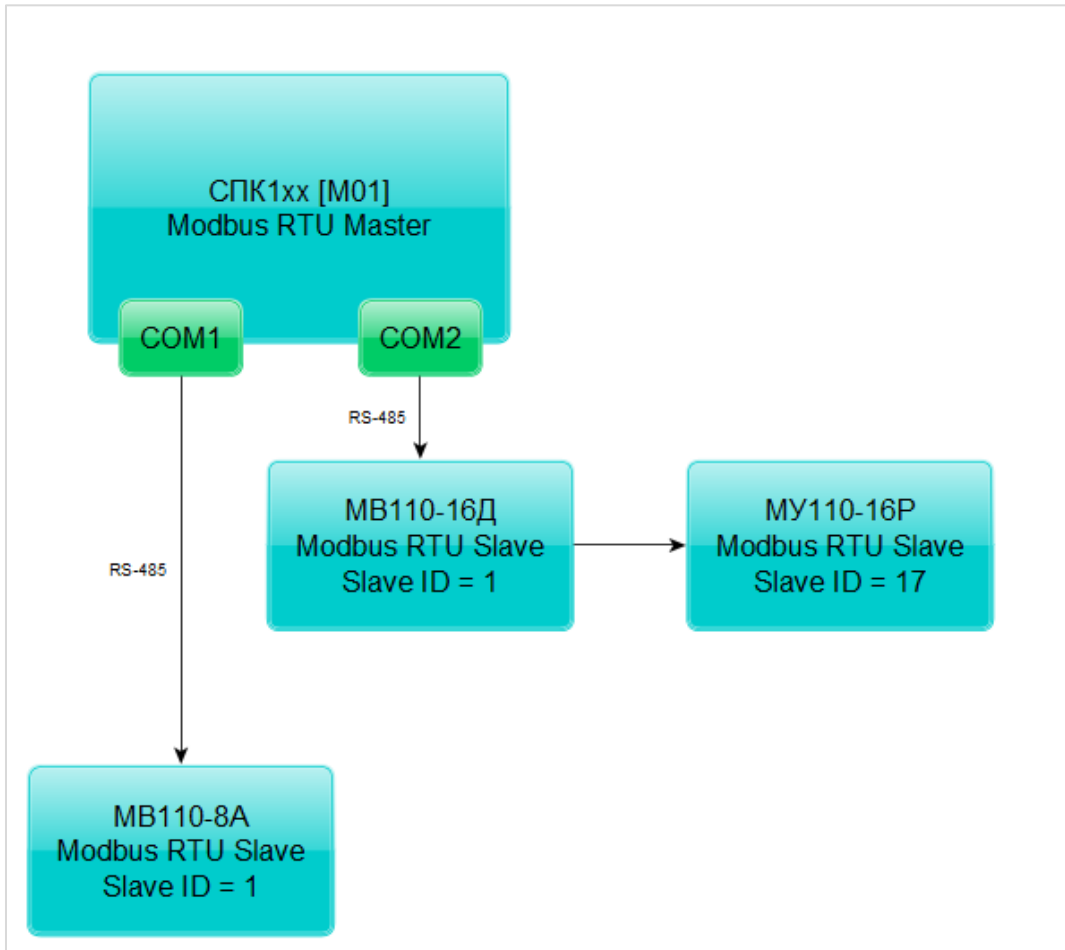 СПК1xx [M01]
Modbus RTU Master
COM1
COM2
RS-485
МВ110-16Д
Modbus RTU Slave
Slave ID = 1
МУ110-16Р
Modbus RTU Slave
Slave ID = 17
RS-485
МВ110-8А
Modbus RTU Slave
Slave ID = 1